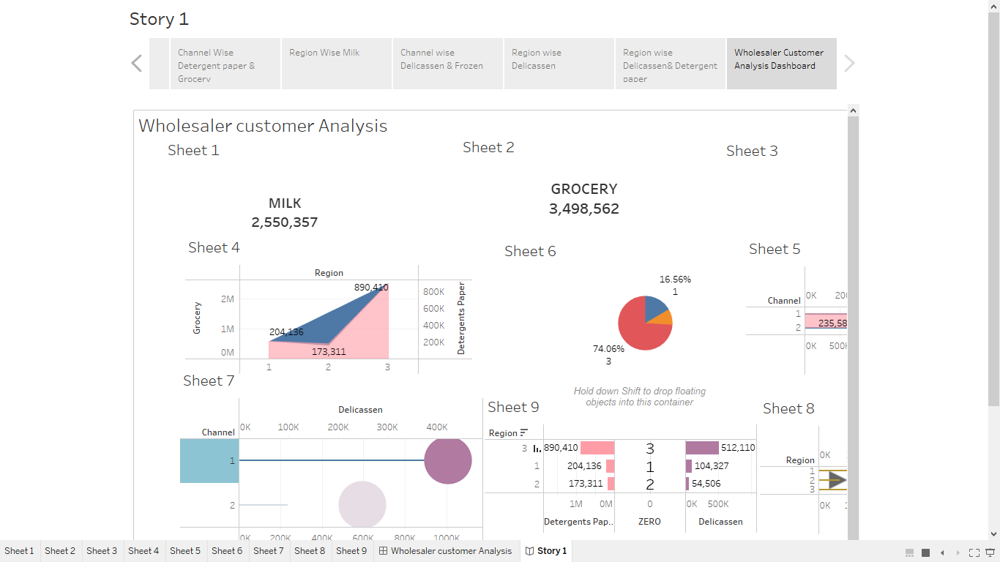 Story 1
Channel Wise
Detergent paper &
Grocery
Region Wise Milk
Channel wise
Delicassen & Frozen
Region wise
Delicassen
Region wise
Delicassen& Detergent
paper
Wholesaler Customer
Analysis Dashboard
Wholesaler customer Analysis
Sheet 1
Sheet 2
Sheet 3
MILK
2,550,357
GROCERY
3,498,562
Sheet 4
Region
Grocery
2M
1M
0M
890,410
204,136
173,311
800K
600K
400K
200K
Detergents Paper
1 2 3
Sheet 6
16.56%
1
74.06%
3
Sheet 5
Channel
0K
1
2
235,58
0K 500K
Sheet 7
Delicassen
Channel
0K 100K 200K 300K 400K
1
2
0K 200K 400K 600K 800K 1000K
Hold down Shift to drop floating
objects into this container
Sheet 9
Region
3 890,410 3 512,110
1 204,136 1 104,327
2 173,311 2 54,506
1M 0M 0 0K 500K
Detergents Pap.. ZERO Delicassen
Sheet 8
Region
0K
1
2
3
0K
Sheet 1 Sheet 2 Sheet 3 Sheet 4 Sheet 5 Sheet 6 Sheet 7 Sheet 8 Sheet 9 Wholesaler customer Analysis Story 1